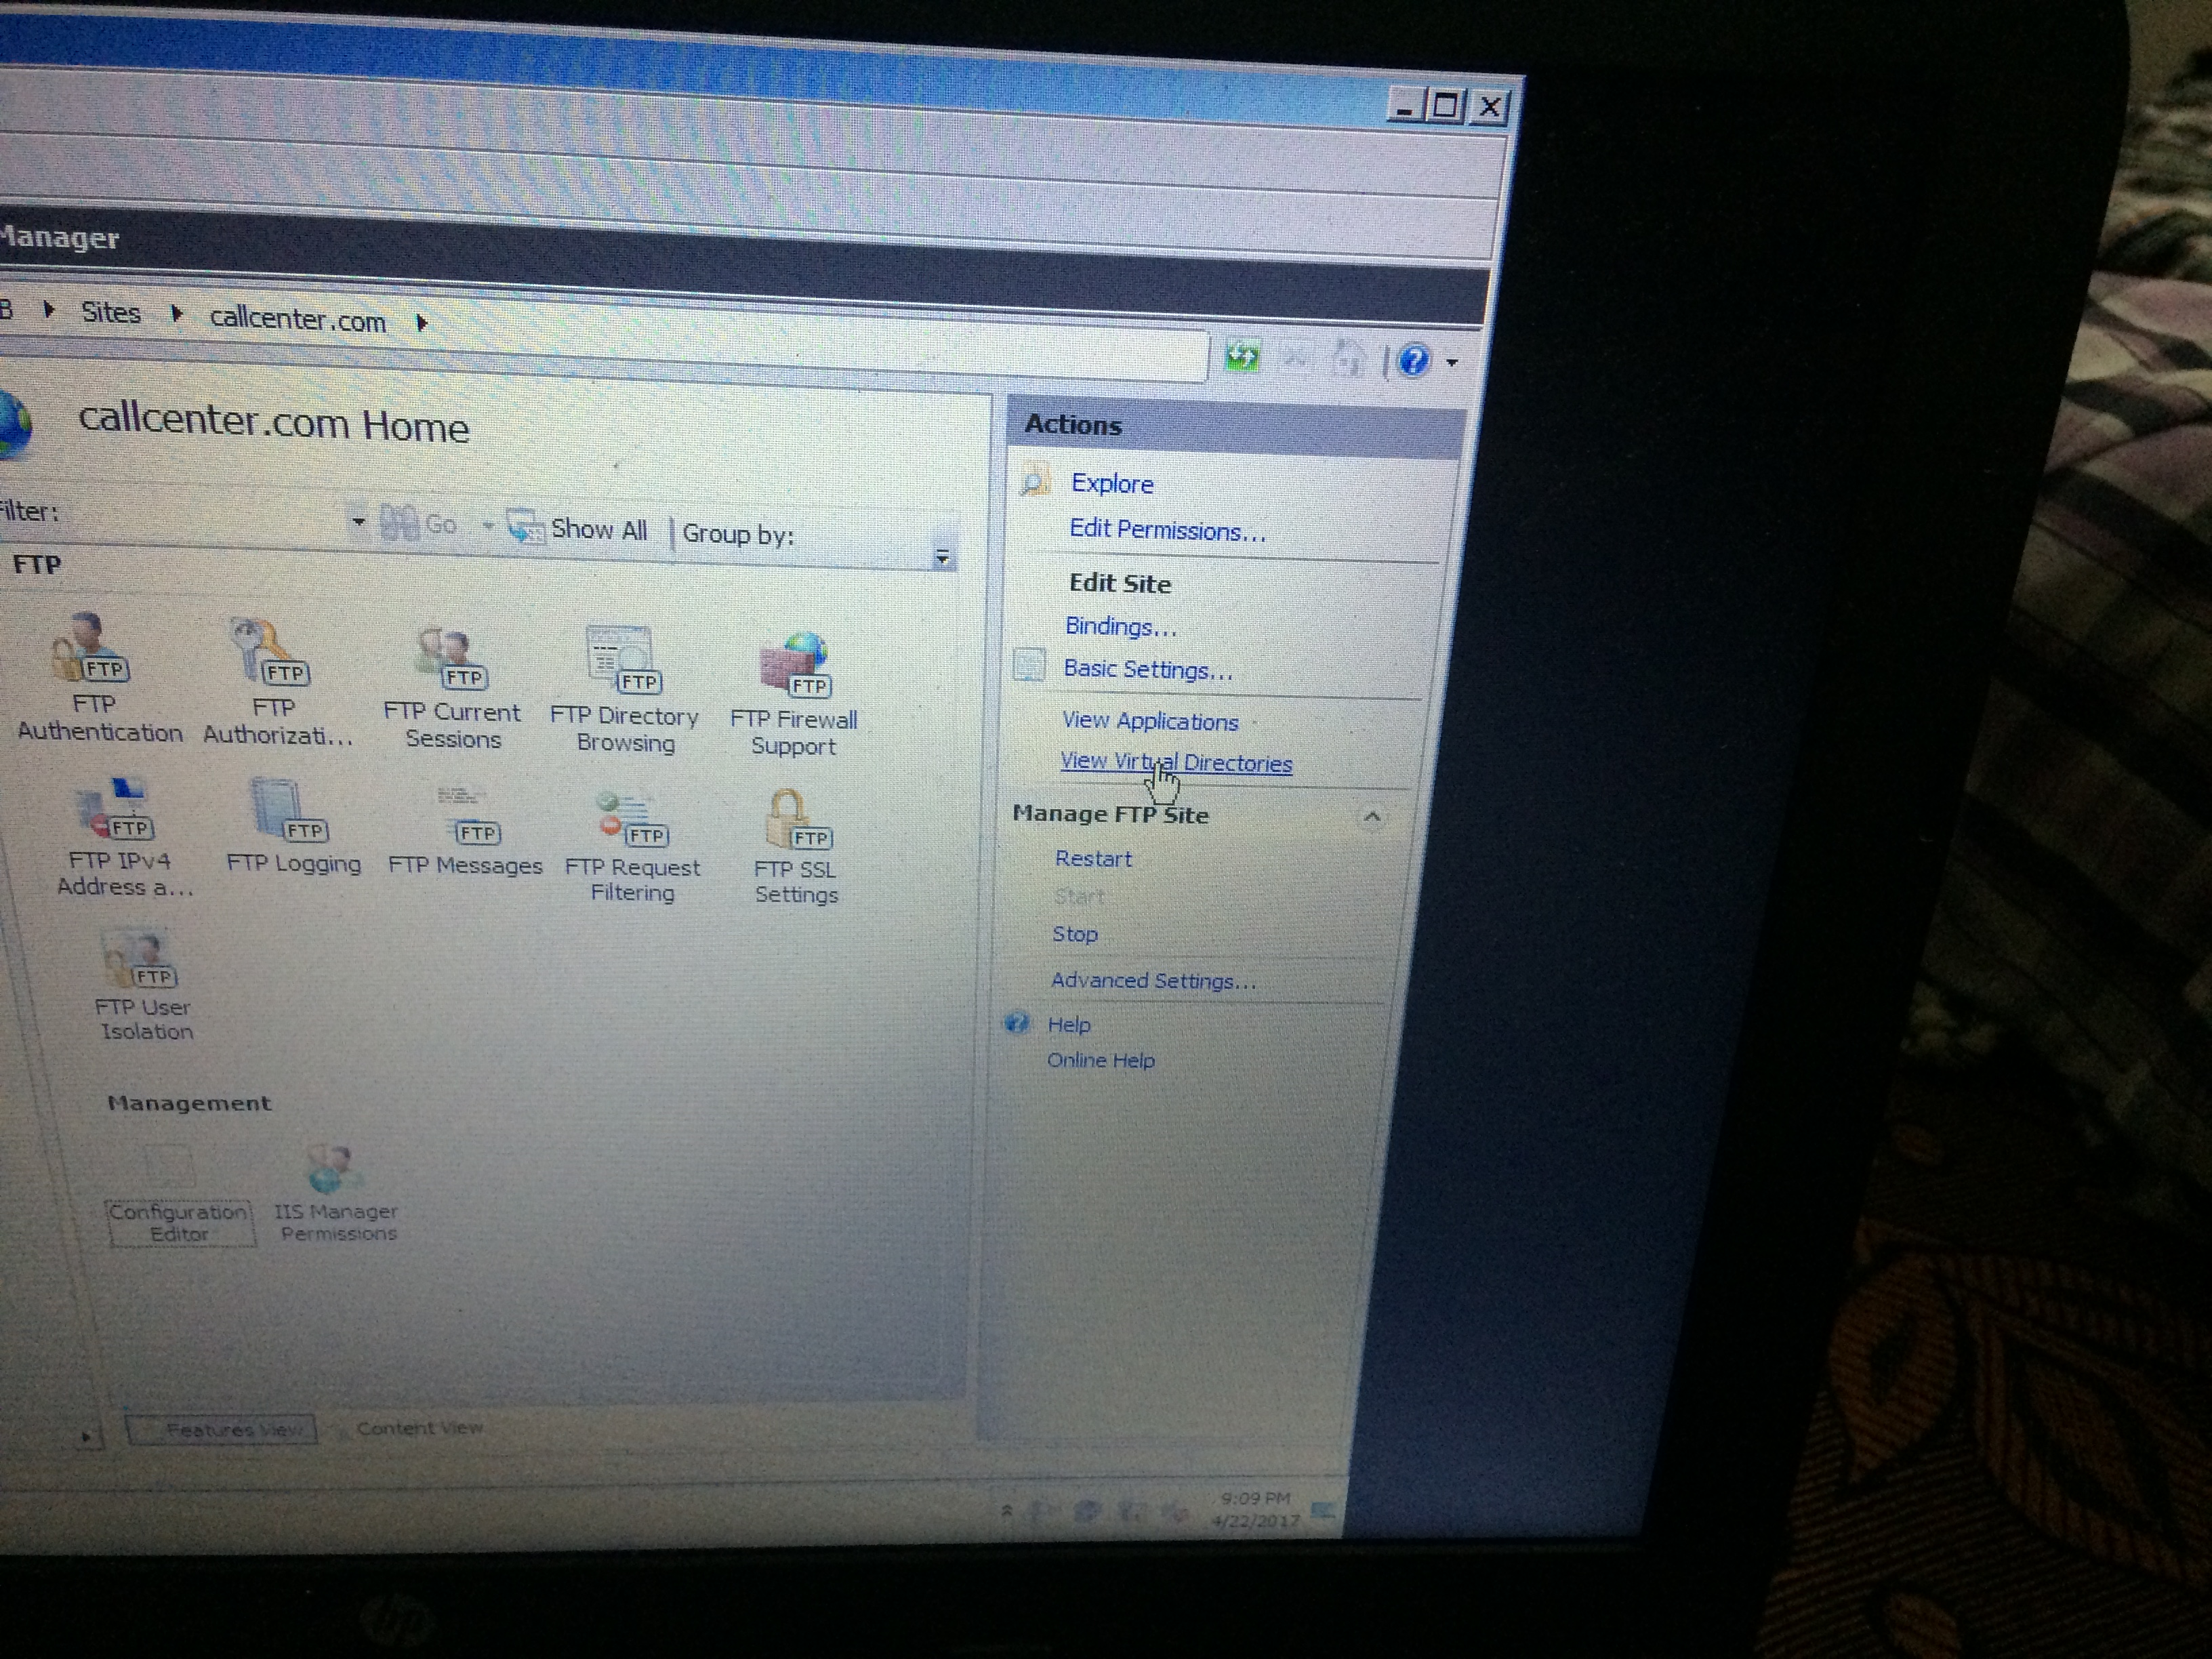 Manager
B Sites callcenter.com
callcenter.com Home
Filter: Go Show All Group by:
FTP
FTP FTP FTP FTP FTP
FTP Authentication
FTP Authorizati...
FTP Current Sessions
FTP Directory Browsing
FTP Firewall Support
FTP FTP FTP FTP FTP
FTP IPv4 Address a...
FTP Logging
FTP Messages
FTP Request Filtering
FTP SSL Settings
FTP
FTP User Isolation
Management
Configuration Editor
IIS Manager Permissions
Features View Content View
Actions
Explore
Edit Permissions...
Edit Site
Bindings...
Basic Settings...
View Applications
View Virtual Directories
Manage FTP Site
Restart
Start
Stop
Advanced Settings...
Help
Online Help
9:09 PM
4/22/2017
hp